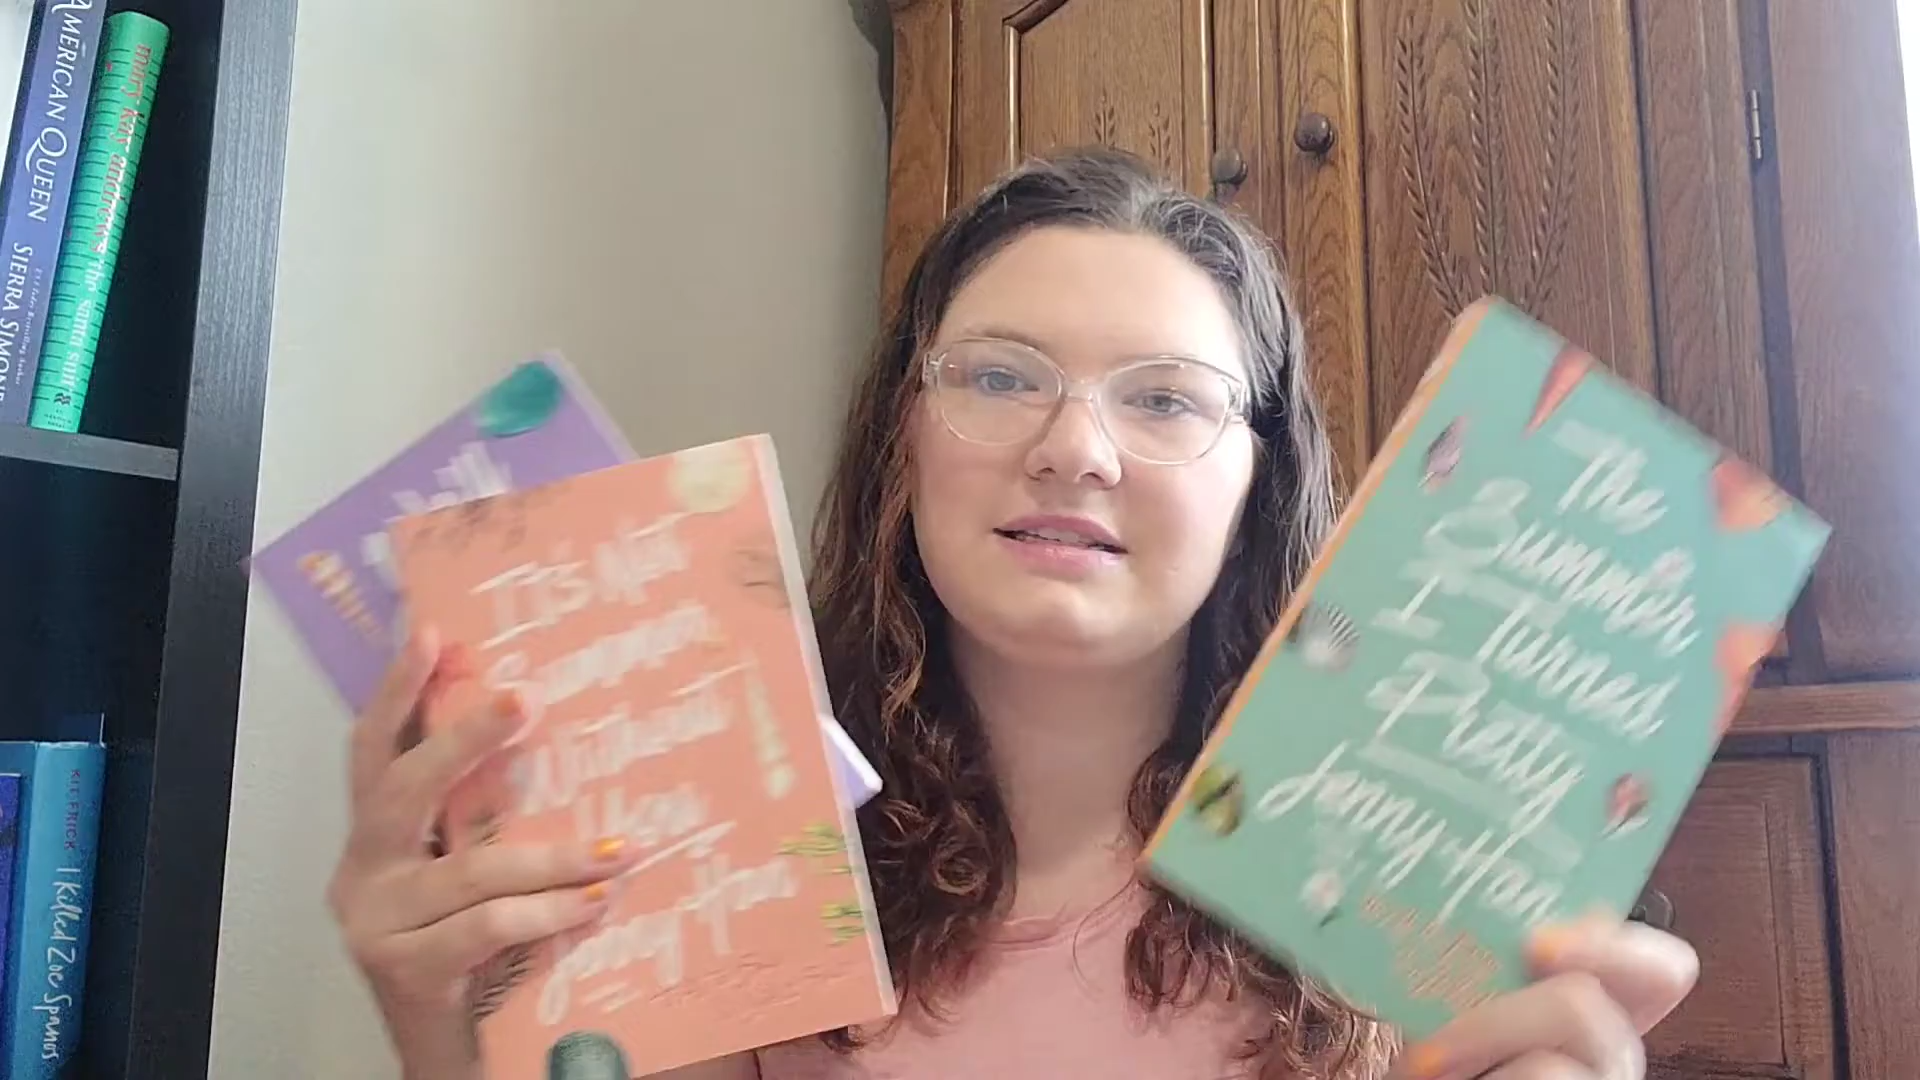 AMERICAN QUEEN
SIERRA SIMONE
mary kay andrews the santa suit
KIT FRICK
I Killed Zoe Spanos
IT'S NOT
Summer
Without
You
Jenny Han
The
Summer
I Turned
Pretty
Jenny Han